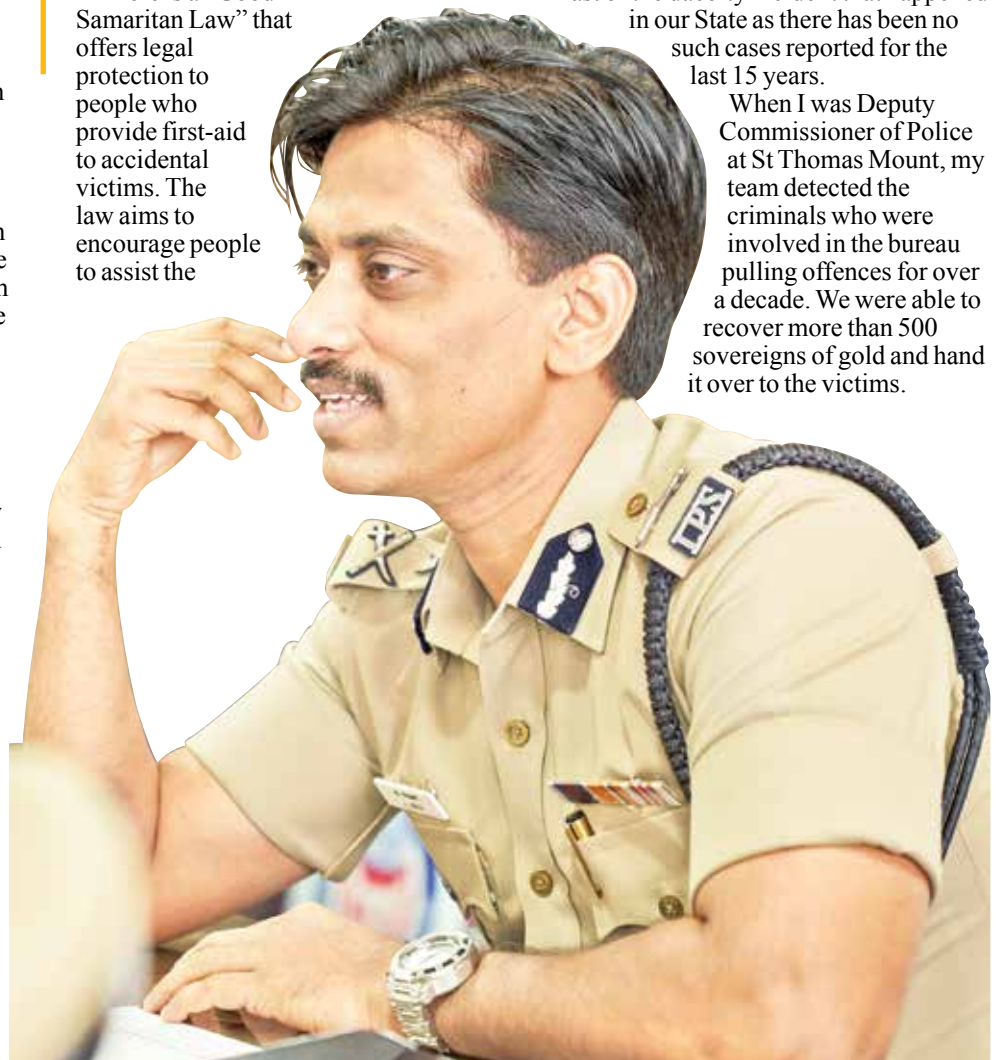 Samaritan Law” that
offers legal
protection to
people who
provide first-aid
to accidental
victims. The
law aims to
encourage people
to assist the
in our State as there has been no
such cases reported for the
last 15 years.
When I was Deputy
Commissioner of Police
at St Thomas Mount, my
team detected the
criminals who were
involved in the bureau
pulling offences for over
a decade. We were able to
recover more than 500
sovereigns of gold and hand
it over to the victims.
I.P.S